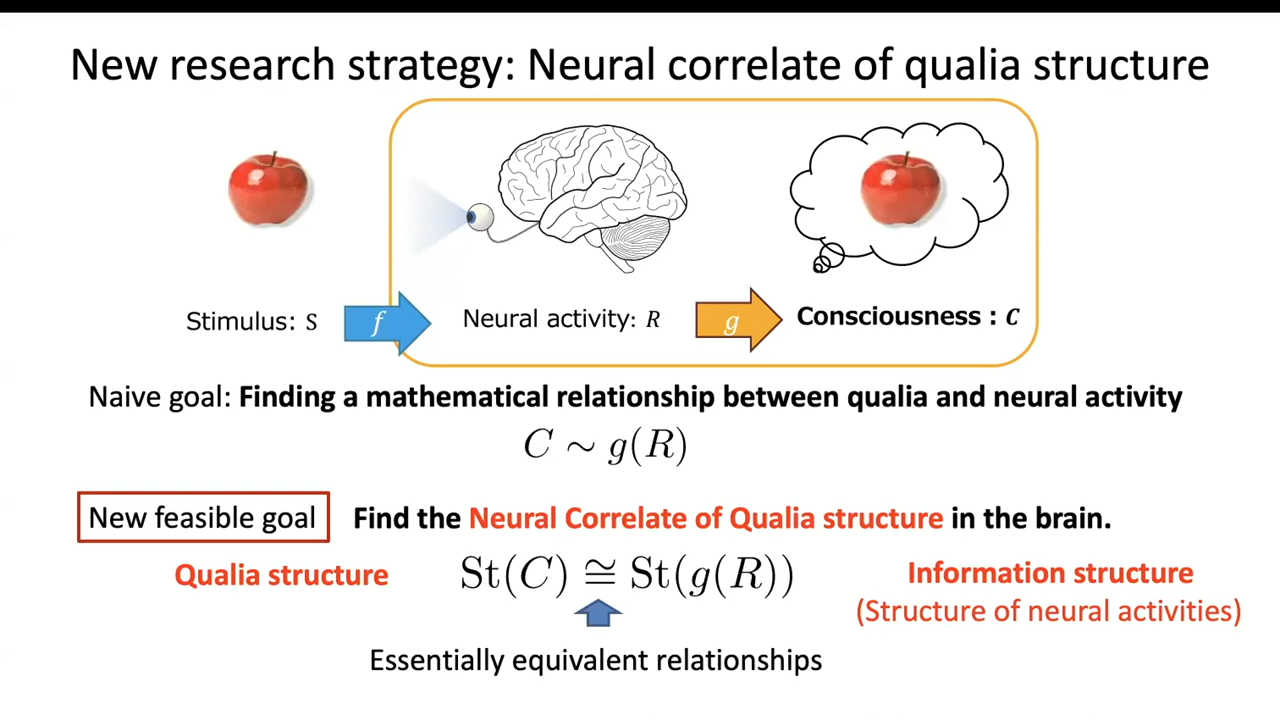 New research strategy: Neural correlate of qualia structure
Stimulus: S
f
Neural activity: R
g
Consciousness : C
Naive goal: Finding a mathematical relationship between qualia and neural activity
C ∼ g(R)
New feasible goal
Find the Neural Correlate of Qualia structure in the brain.
Qualia structure
St(C) ≅ St(g(R))
Information structure
(Structure of neural activities)
Essentially equivalent relationships